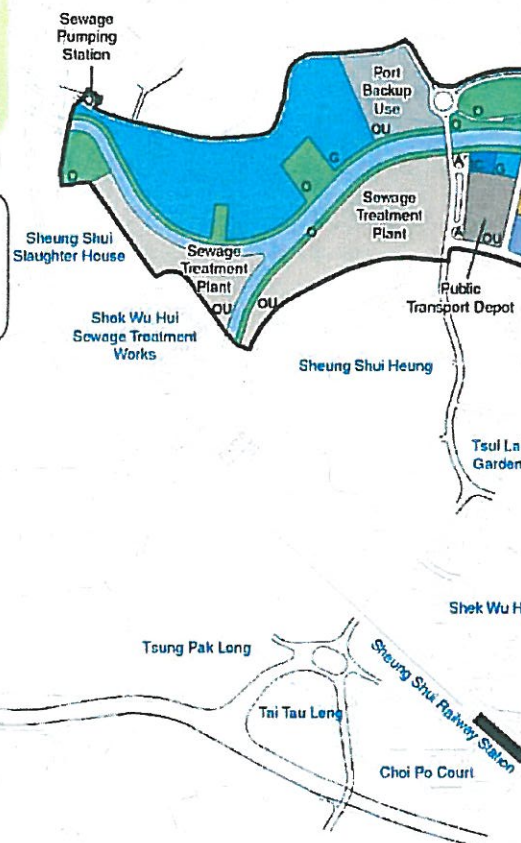 Sewage
Pumping
Station
Port
Backup
Use
OU
O
O
G
O
A
G
G
O
Sewage
Treatment
Plant
O
A
OU
Sheung Shui
Slaughter House
Sewage
Treatment
Plant
OU
OU
Public
Transport Depot
Shek Wu Hui
Sewage Treatment
Works
Sheung Shui Heung
Tsui La
Garden
Shek Wu H
Tsung Pak Long
Sheung Shui Railway Station
Tai Tau Leng
Choi Po Court